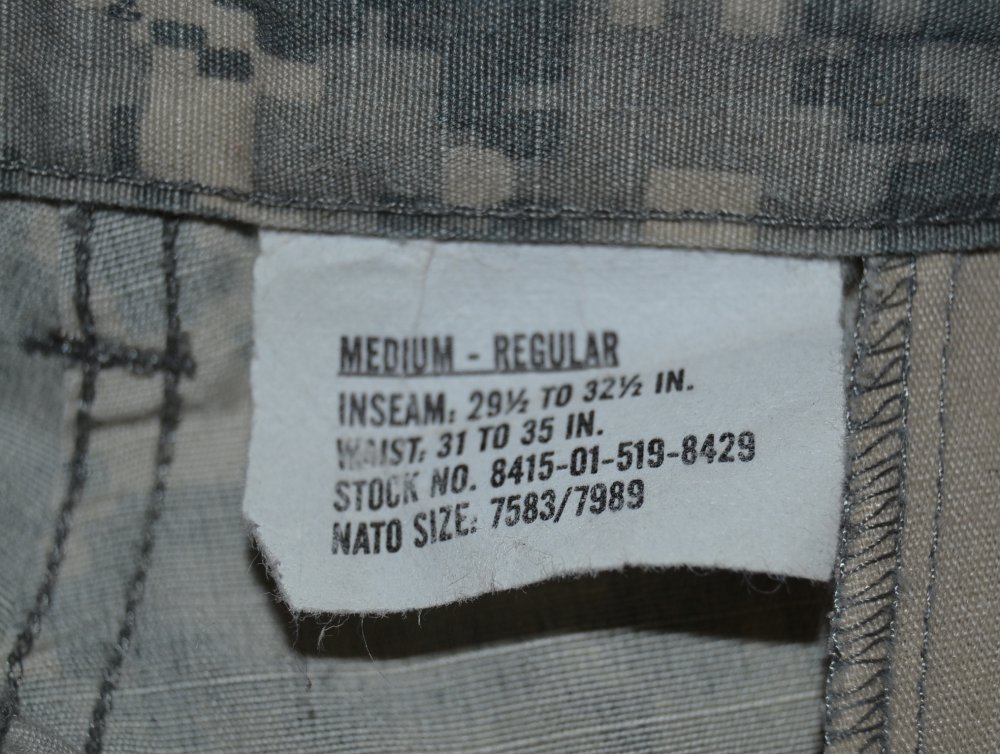 MEDIUM - REGULAR
INSEAM: 29½ TO 32½ IN.
WAIST: 31 TO 35 IN.
STOCK NO. 8415-01-519-8429
NATO SIZE: 7583/7989